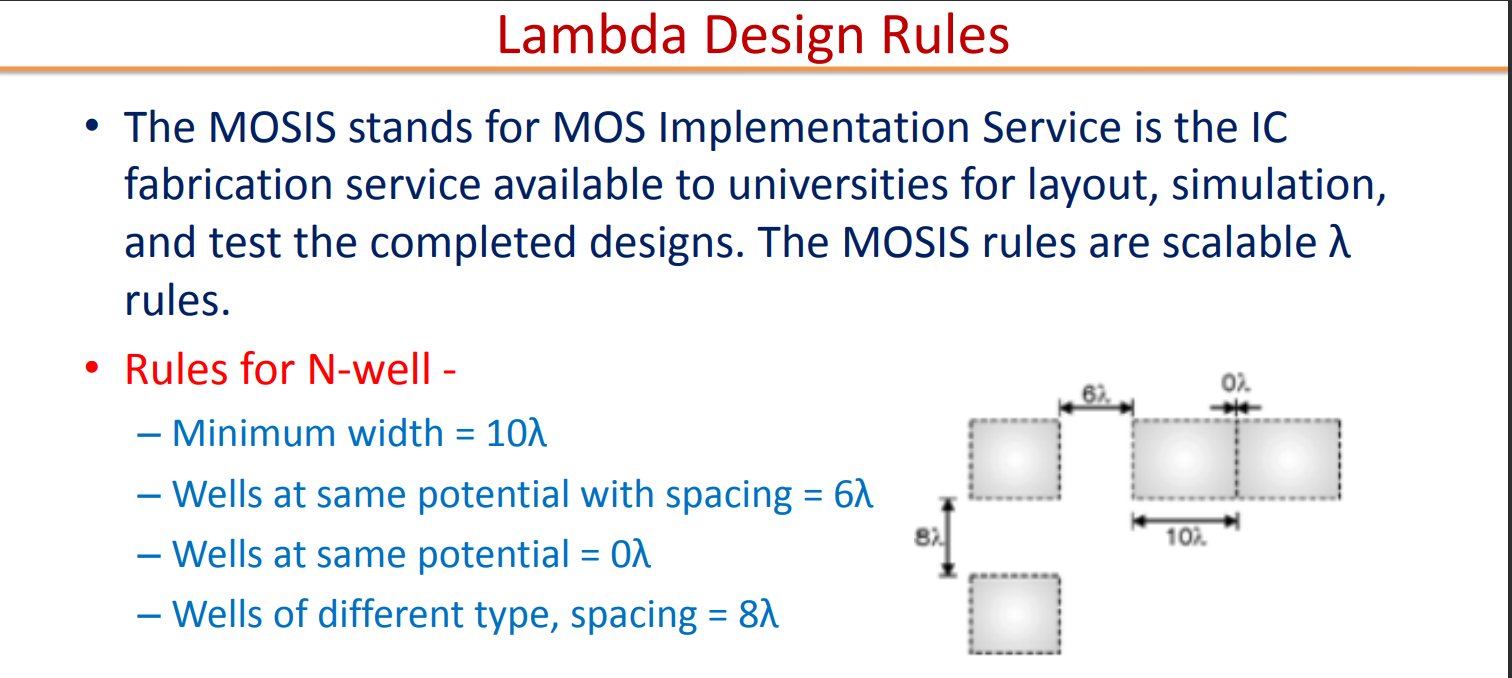 Lambda Design Rules
• The MOSIS stands for MOS Implementation Service is the IC
fabrication service available to universities for layout, simulation,
and test the completed designs. The MOSIS rules are scalable λ
rules.
• Rules for N-well -
– Minimum width = 10λ
– Wells at same potential with spacing = 6λ
– Wells at same potential = 0λ
– Wells of different type, spacing = 8λ
6λ
0λ
8λ
10λ